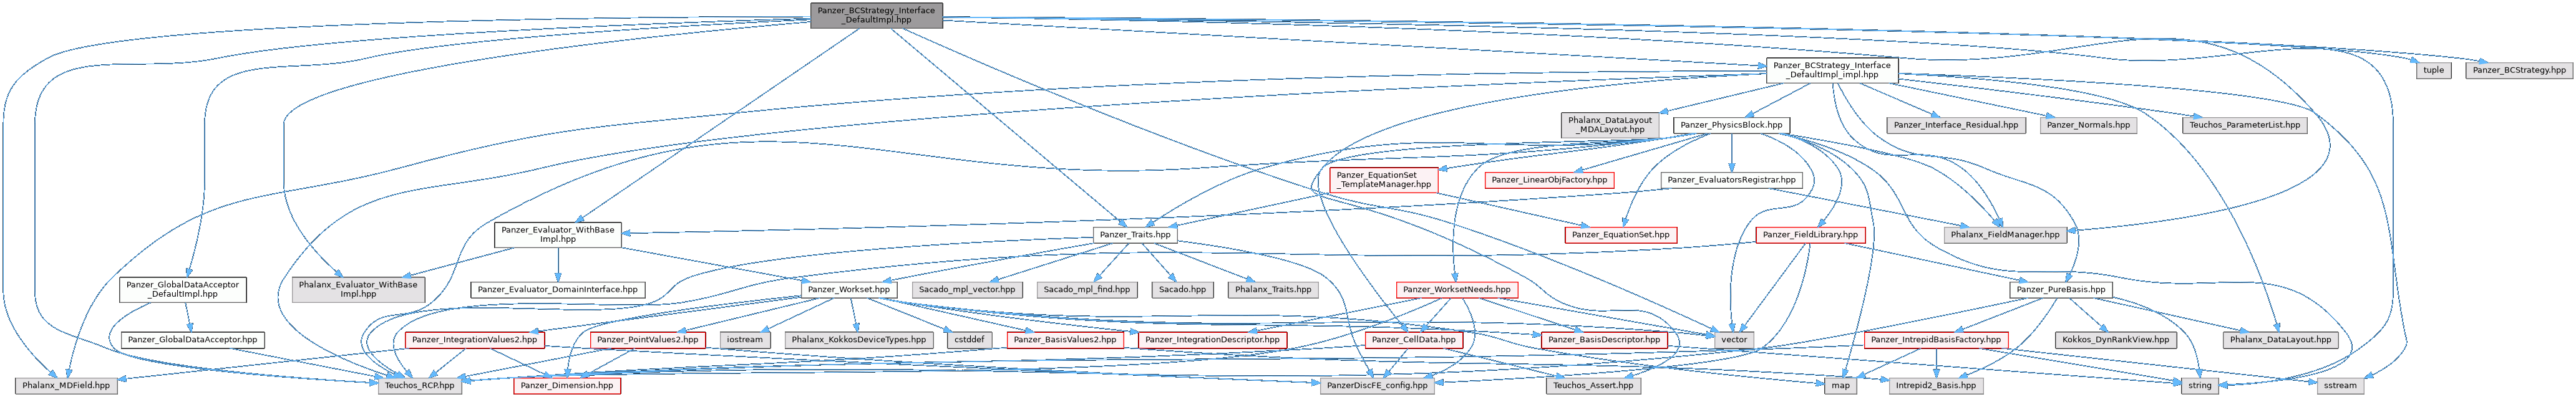 Panzer_BCStrategy_Interface
_DefaultImpl.hpp
Panzer_BCStrategy_Interface
_DefaultImpl_impl.hpp
tuple
Panzer_BCStrategy.hpp
Phalanx_DataLayout
_MDALayout.hpp
Panzer_PhysicsBlock.hpp
Panzer_Interface_Residual.hpp
Panzer_Normals.hpp
Teuchos_ParameterList.hpp
Panzer_EquationSet
_TemplateManager.hpp
Panzer_LinearObjFactory.hpp
Panzer_EvaluatorsRegistrar.hpp
Panzer_Evaluator_WithBase
Impl.hpp
Panzer_Traits.hpp
Panzer_EquationSet.hpp
Panzer_FieldLibrary.hpp
Phalanx_FieldManager.hpp
Panzer_GlobalDataAcceptor
_DefaultImpl.hpp
Phalanx_Evaluator_WithBase
Impl.hpp
Panzer_Evaluator_DomainInterface.hpp
Panzer_Workset.hpp
Sacado_mpl_vector.hpp
Sacado_mpl_find.hpp
Sacado.hpp
Phalanx_Traits.hpp
Panzer_WorksetNeeds.hpp
Panzer_PureBasis.hpp
Panzer_GlobalDataAcceptor.hpp
Panzer_IntegrationValues2.hpp
Panzer_PointValues2.hpp
iostream
Phalanx_KokkosDeviceTypes.hpp
cstddef
Panzer_BasisValues2.hpp
Panzer_IntegrationDescriptor.hpp
Panzer_CellData.hpp
vector
Panzer_BasisDescriptor.hpp
Panzer_IntrepidBasisFactory.hpp
Kokkos_DynRankView.hpp
Phalanx_DataLayout.hpp
Phalanx_MDField.hpp
Teuchos_RCP.hpp
Panzer_Dimension.hpp
PanzerDiscFE_config.hpp
Teuchos_Assert.hpp
map
Intrepid2_Basis.hpp
string
sstream